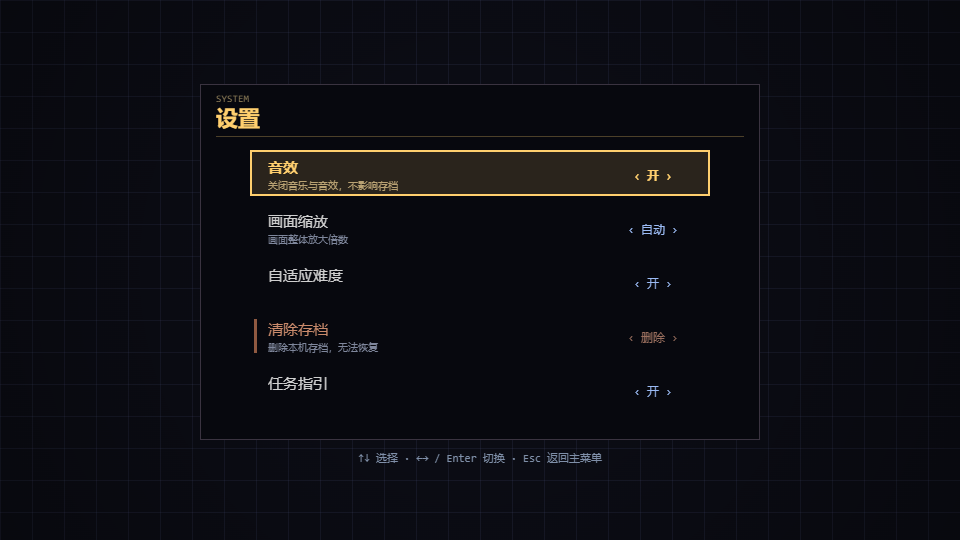 SYSTEM
设置
音效
关闭音乐与音效，不影响存档
‹ 开 ›
画面缩放
画面整体放大倍数
‹ 自动 ›
自适应难度
‹ 开 ›
清除存档
删除本机存档，无法恢复
‹ 删除 ›
任务指引
‹ 开 ›
↑↓ 选择 · ↔ / Enter 切换 · Esc 返回主菜单